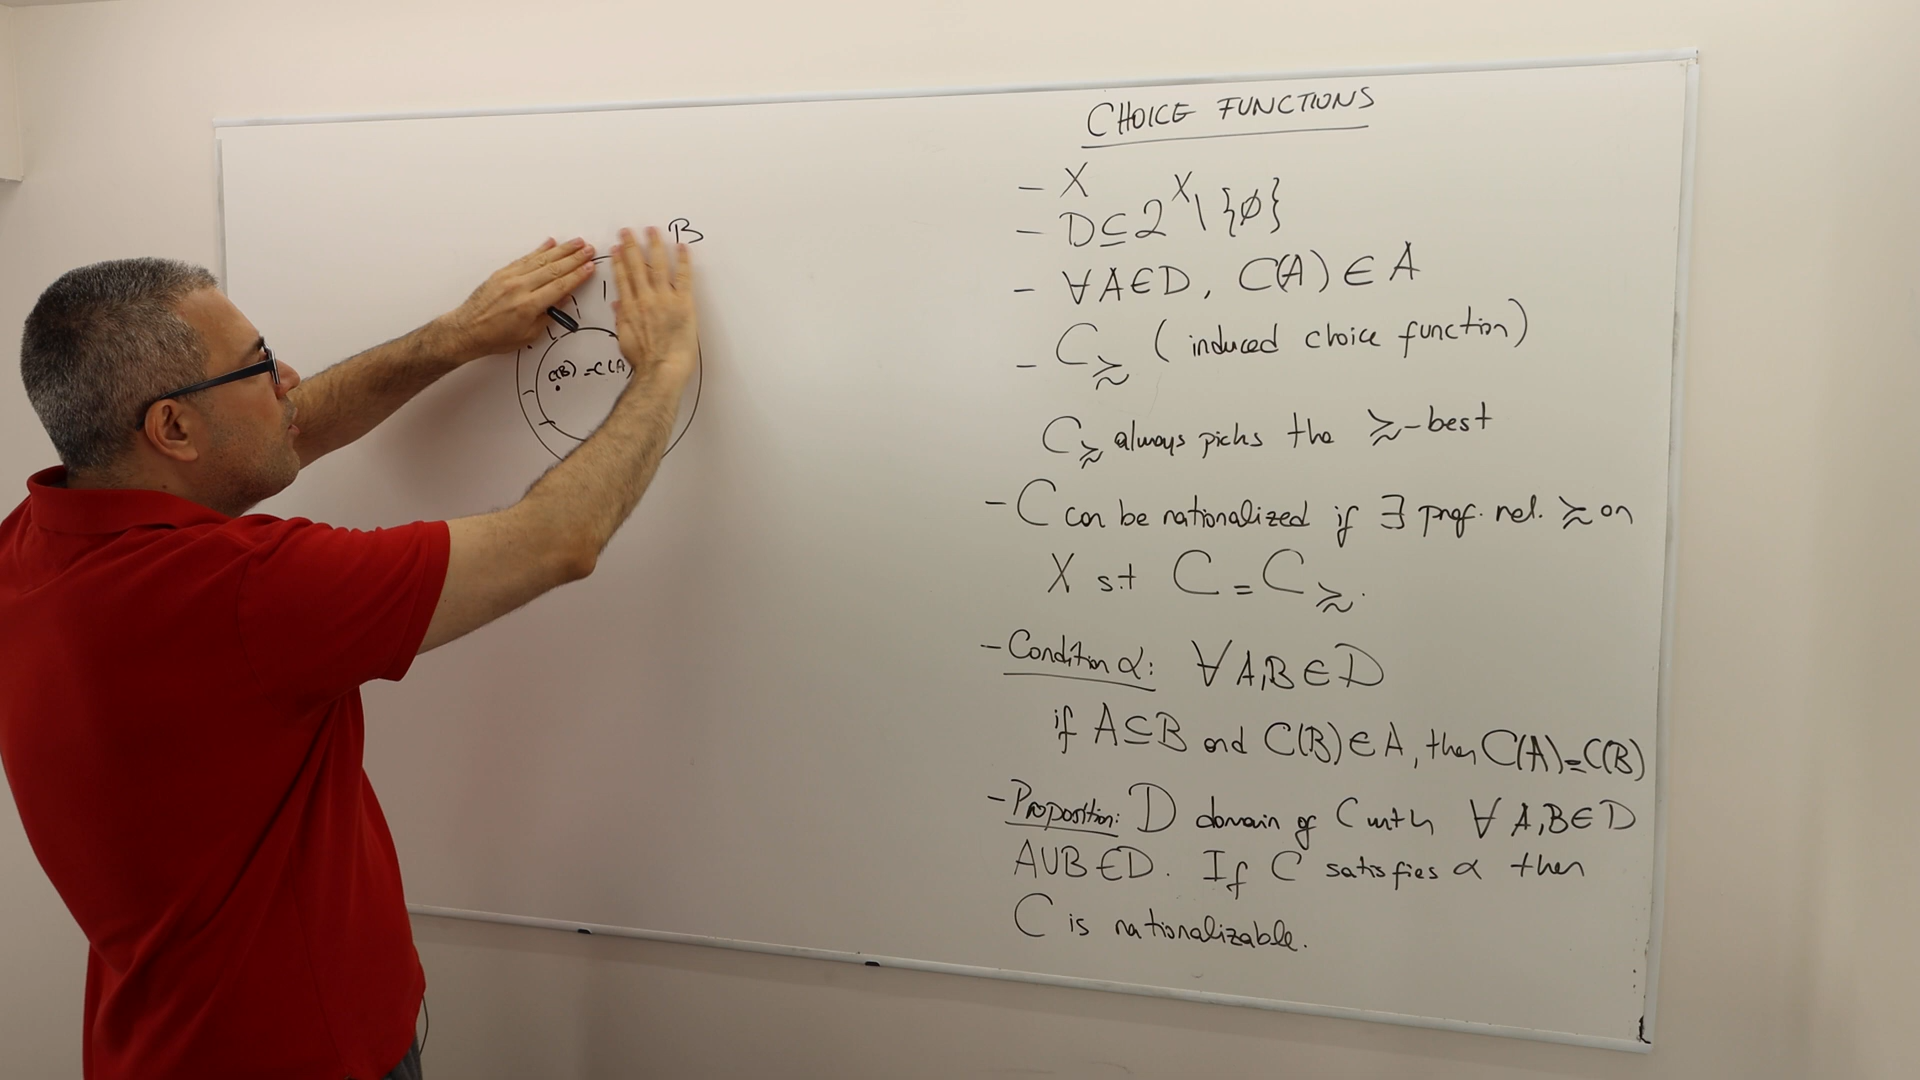 B
C(B) = C(A)
CHOICE FUNCTIONS
- X
- D ⊆ 2^X \ {∅}
- ∀A∈D, C(A) ∈ A
- C≿ (induced choice function)
C≿ always picks the ≿-best
- C can be rationalized if ∃ pref. rel. ≿ on
X s.t C = C≿.
- Condition α: ∀ A,B ∈ D
if A⊆B and C(B)∈A, then C(A)=C(B)
- Proposition: D domain of C with ∀ A,B∈D
A∪B∈D. If C satisfies α then
C is rationalizable.